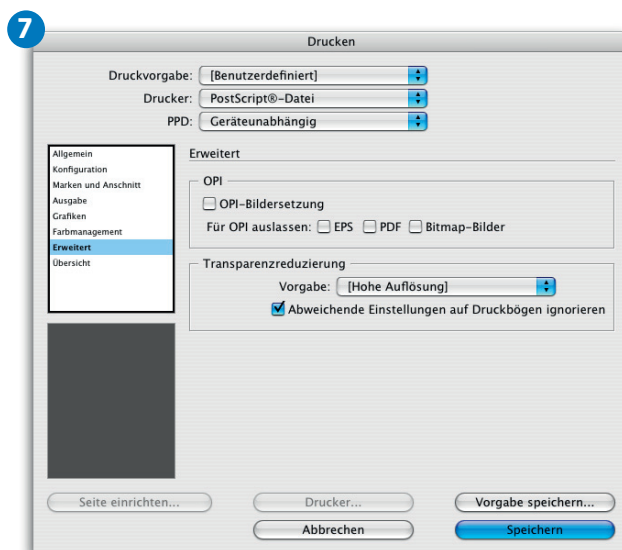 7
Drucken
Druckvorgabe: [Benutzerdefiniert]
Drucker: PostScript®-Datei
PPD: Geräteunabhängig
Allgemein
Konfiguration
Marken und Anschnitt
Ausgabe
Grafiken
Farbmanagement
Erweitert
Übersicht
Erweitert
OPI
OPI-Bildersetzung
Für OPI auslassen: EPS PDF Bitmap-Bilder
Transparenzreduzierung
Vorgabe: [Hohe Auflösung]
Abweichende Einstellungen auf Druckbögen ignorieren
Seite einrichten... Drucker... Vorgabe speichern...
Abbrechen Speichern